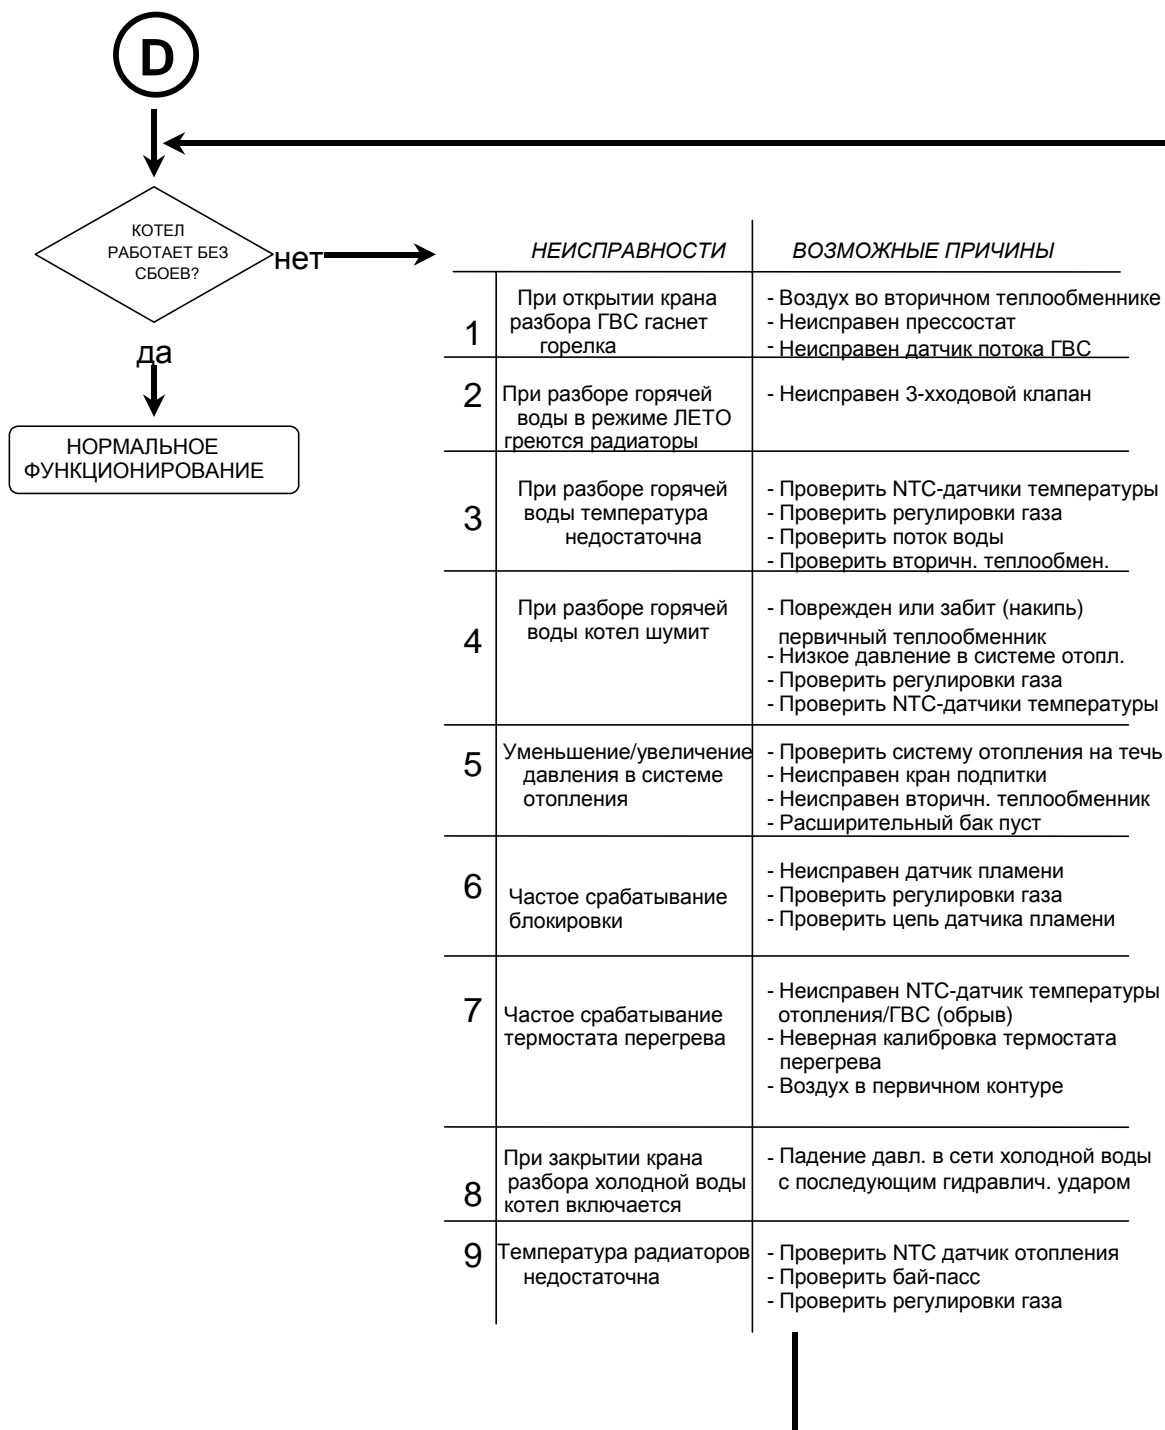 D
КОТЕЛ
РАБОТАЕТ БЕЗ
СБОЕВ?
нет
да
НОРМАЛЬНОЕ
ФУНКЦИОНИРОВАНИЕ
НЕИСПРАВНОСТИ
ВОЗМОЖНЫЕ ПРИЧИНЫ
1
При открытии крана
разбора ГВС гаснет
горелка
- Воздух во вторичном теплообменнике
- Неисправен прессостат
- Неисправен датчик потока ГВС
2
При разборе горячей
воды в режиме ЛЕТО
греются радиаторы
- Неисправен 3-хходовой клапан
3
При разборе горячей
воды температура
недостаточна
- Проверить NTC-датчики температуры
- Проверить регулировки газа
- Проверить поток воды
- Проверить вторичн. теплообмен.
4
При разборе горячей
воды котел шумит
- Поврежден или забит (накипь)
первичный теплообменник
- Низкое давление в системе отопл.
- Проверить регулировки газа
- Проверить NTC-датчики температуры
5
Уменьшение/увеличение
давления в системе
отопления
- Проверить систему отопления на течь
- Неисправен кран подпитки
- Неисправен вторичн. теплообменник
- Расширительный бак пуст
6
Частое срабатывание
блокировки
- Неисправен датчик пламени
- Проверить регулировки газа
- Проверить цепь датчика пламени
7
Частое срабатывание
термостата перегрева
- Неисправен NTC-датчик температуры
отопления/ГВС (обрыв)
- Неверная калибровка термостата
перегрева
- Воздух в первичном контуре
8
При закрытии крана
разбора холодной воды
котел включается
- Падение давл. в сети холодной воды
с последующим гидравлич. ударом
9
Температура радиаторов
недостаточна
- Проверить NTC датчик отопления
- Проверить бай-пасс
- Проверить регулировки газа